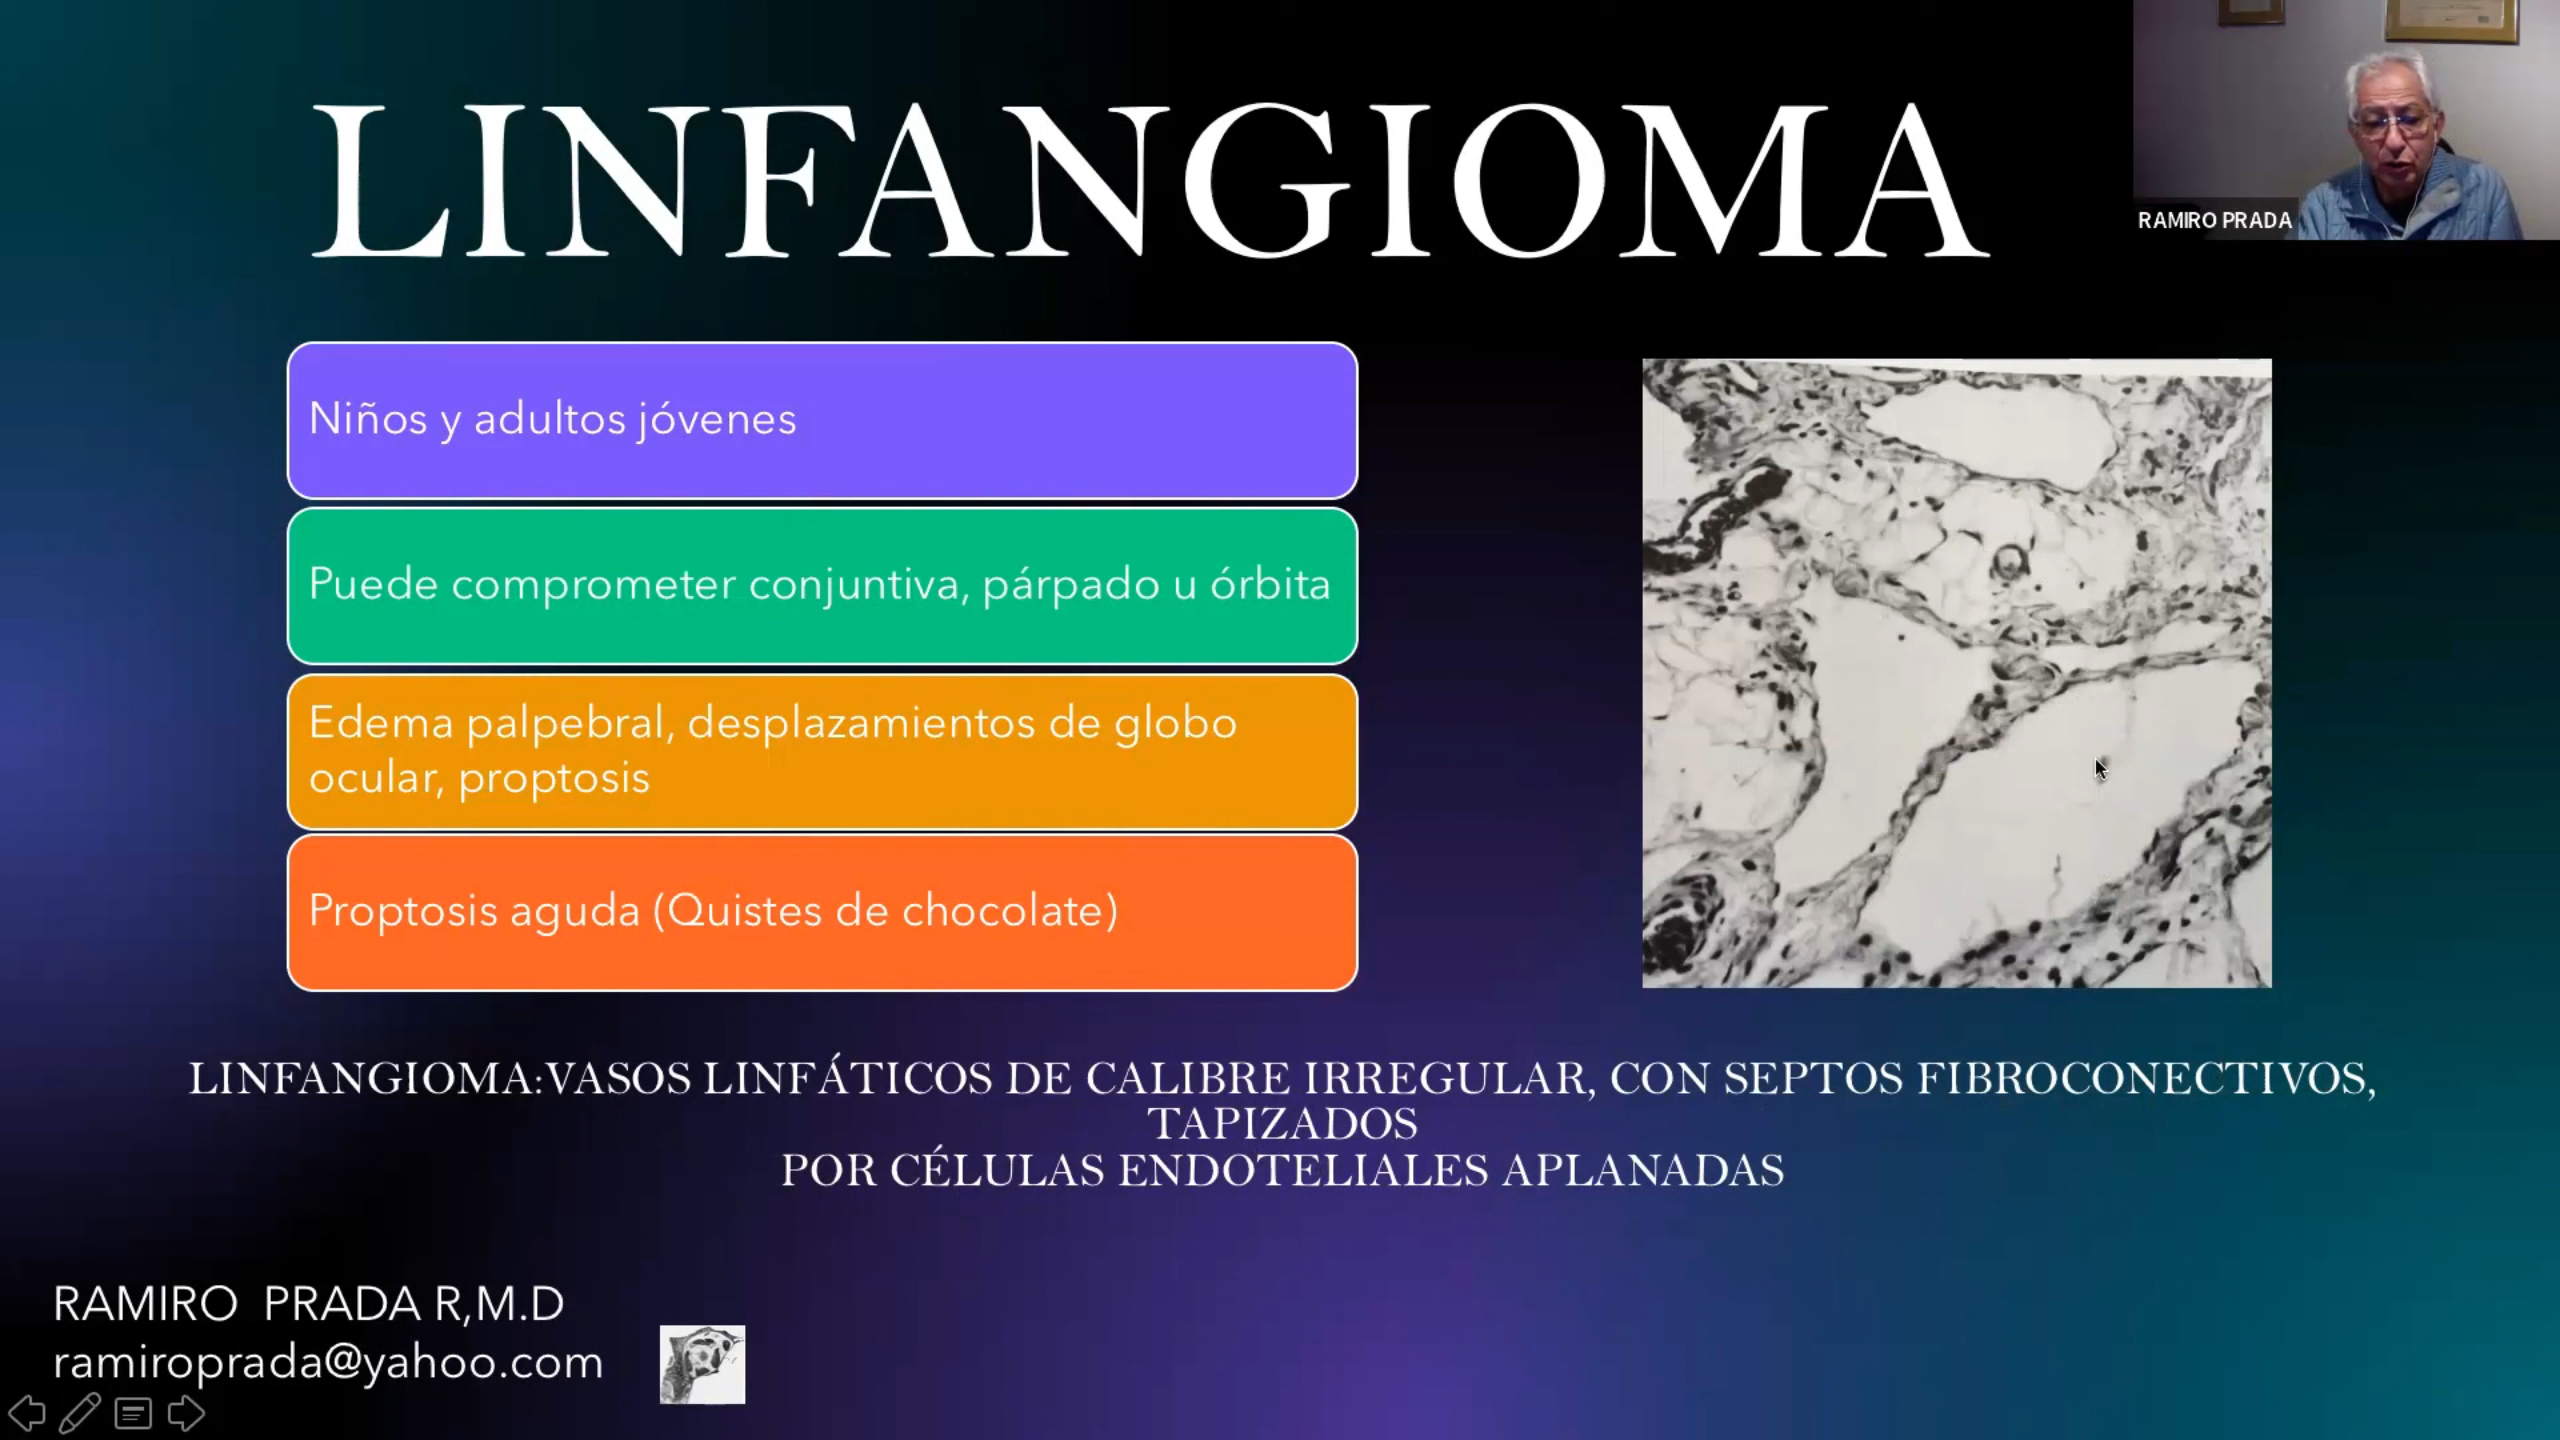 LINFANGIOMA
RAMIRO PRADA
Niños y adultos jóvenes
Puede comprometer conjuntiva, párpado u órbita
Edema palpebral, desplazamientos de globo
ocular, proptosis
Proptosis aguda (Quistes de chocolate)
LINFANGIOMA:VASOS LINFÁTICOS DE CALIBRE IRREGULAR, CON SEPTOS FIBROCONECTIVOS,
TAPIZADOS
POR CÉLULAS ENDOTELIALES APLANADAS
RAMIRO PRADA R,M.D
ramiroprada@yahoo.com